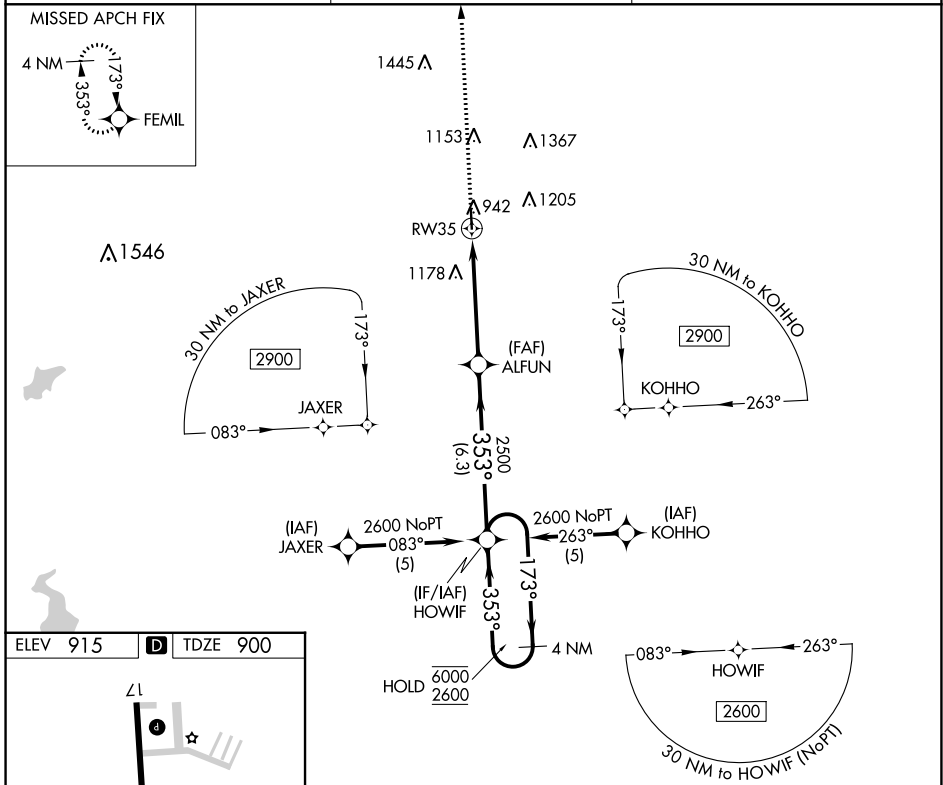 MISSED APCH FIX
4 NM
173°
353°
FEMIL
1445
1153
1367
942
1205
RW35
1546
1178
30 NM to JAXER
173°
2900
JAXER
083°
30 NM to KOHHO
173°
2900
KOHHO
263°
(FAF)
ALFUN
353°
2500
(6.3)
(IAF)
JAXER
2600 NoPT
083°
(5)
2600 NoPT
263°
(5)
(IAF)
KOHHO
(IF/IAF)
HOWIF
353°
173°
4 NM
HOLD
6000
2600
083°
263°
HOWIF
2600
30 NM to HOWIF (NoPT)
ELEV 915
D
TDZE 900
17
P